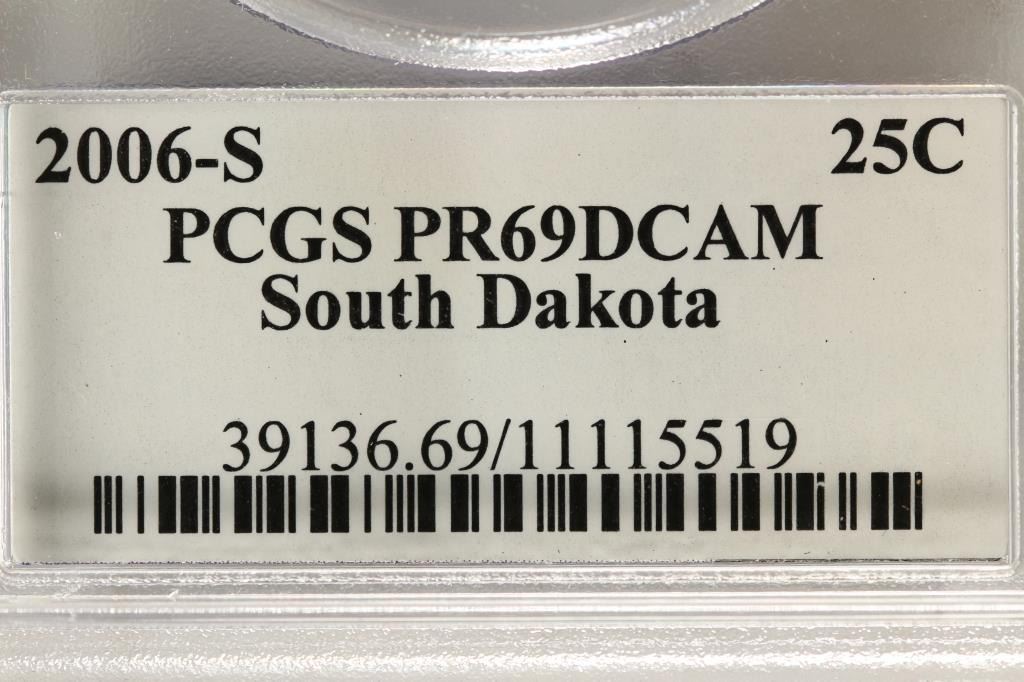 2006-S 25C
PCGS PR69DCAM
South Dakota
39136.69/11115519